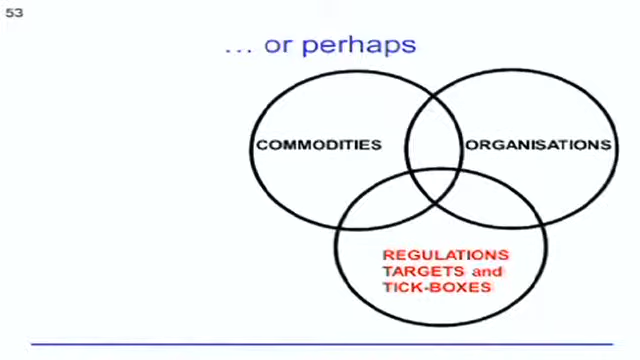 53
... or perhaps
COMMODITIES
ORGANISATIONS
REGULATIONS
TARGETS and
TICK-BOXES